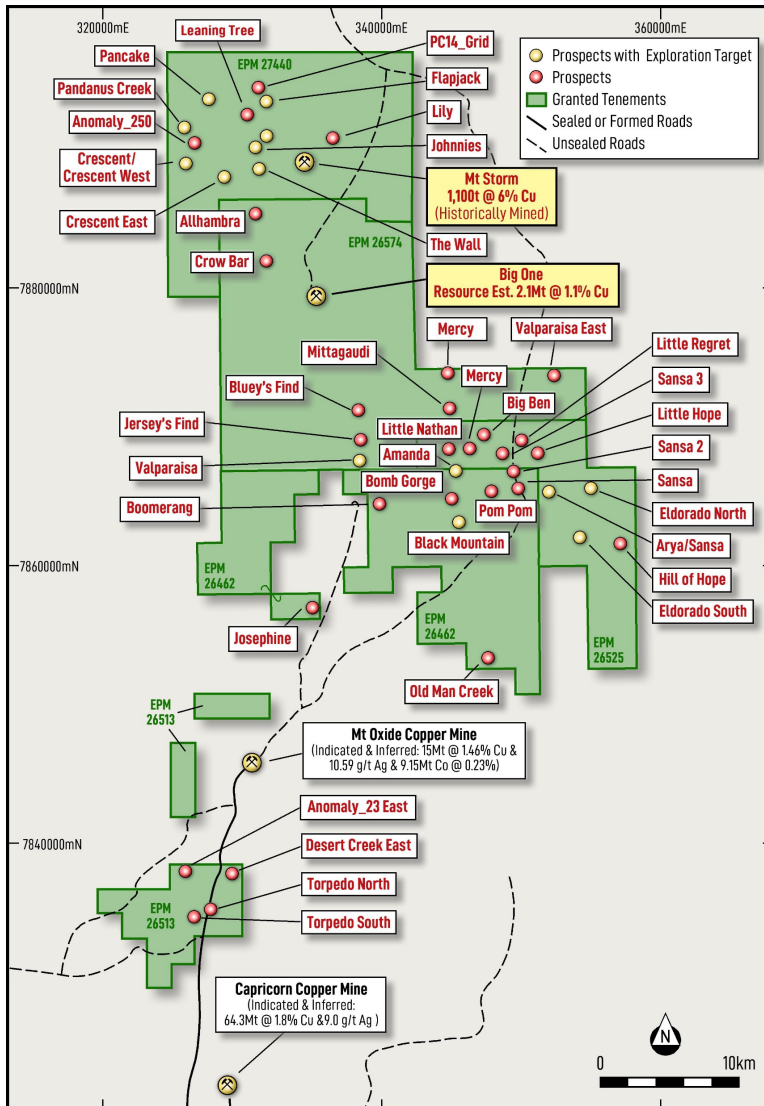 320000mE
340000mE
360000mE
Leaning Tree
PC14_Grid
EPM 27440
Pancake
Flapjack
Pandanus Creek
Anomaly_250
Lily
Crescent/
Crescent West
Johnnies
Mt Storm
1,100t @ 6% Cu
(Historically Mined)
Crescent East
Allhambra
The Wall
EPM 26574
Crow Bar
Big One
Resource Est. 2.1Mt @ 1.1% Cu
7880000mN
Prospects with Exploration Target
Prospects
Granted Tenements
Sealed or Formed Roads
Unsealed Roads
Mercy
Valparaisa East
Little Regret
Mittagaudi
Mercy
Sansa 3
Bluey's Find
Big Ben
Little Hope
Jersey's Find
Little Nathan
Sansa 2
Amanda
Valparaisa
Bomb Gorge
Sansa
Boomerang
Pom Pom
Eldorado North
Black Mountain
Arya/Sansa
7860000mN
EPM
26462
Hill of Hope
Eldorado South
Josephine
EPM
26462
EPM
26525
Old Man Creek
EPM
26513
Mt Oxide Copper Mine
(Indicated & Inferred: 15Mt @ 1.46% Cu &
10.59 g/t Ag & 9.15Mt Co @ 0.23%)
Anomaly_23 East
7840000mN
Desert Creek East
Torpedo North
EPM
26513
Torpedo South
Capricorn Copper Mine
(Indicated & Inferred:
64.3Mt @ 1.8% Cu &9.0 g/t Ag )
N
0
10km